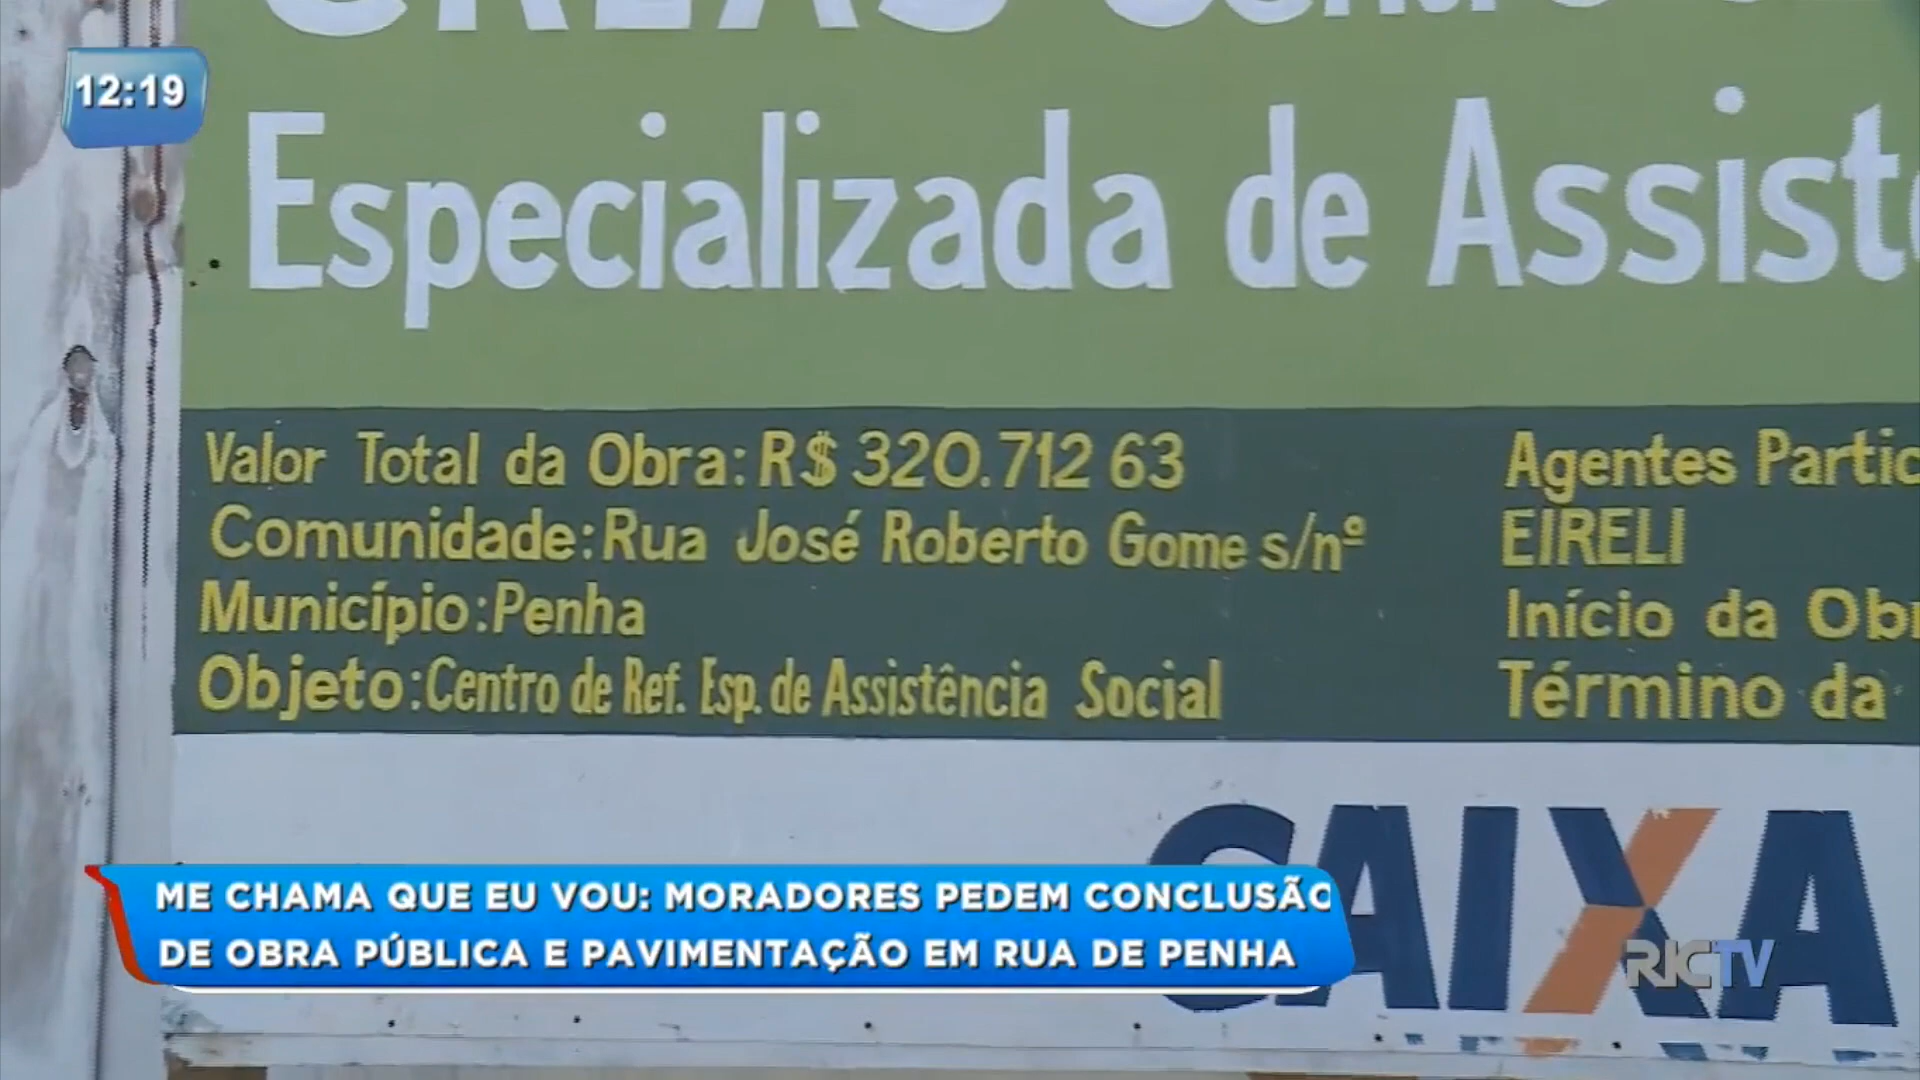 12:19
CREAS Centro
Especializada de Assist
Valor Total da Obra: R$ 320.712 63
Comunidade: Rua José Roberto Gome s/nº
Município: Penha
Objeto: Centro de Ref. Esp. de Assistência Social
Agentes Partic
EIRELI
Início da Ob
Término da
CAIXA
ME CHAMA QUE EU VOU: MORADORES PEDEM CONCLUSÃO
DE OBRA PÚBLICA E PAVIMENTAÇÃO EM RUA DE PENHA
RICTV